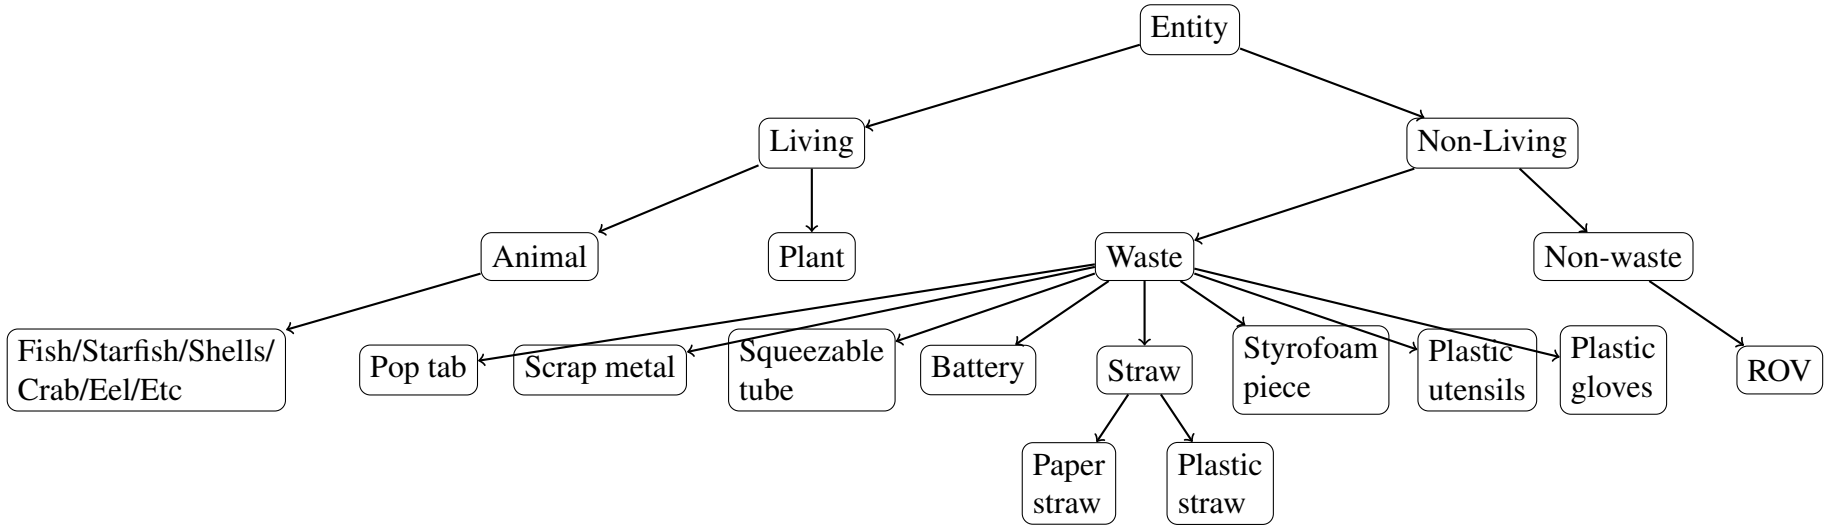 Entity
Living
Non-Living
Animal
Plant
Waste
Non-waste
Fish/Starfish/Shells/
Crab/Eel/Etc
Pop tab
Scrap metal
Squeezable
tube
Battery
Straw
Styrofoam
piece
Plastic
utensils
Plastic
gloves
ROV
Paper
straw
Plastic
straw